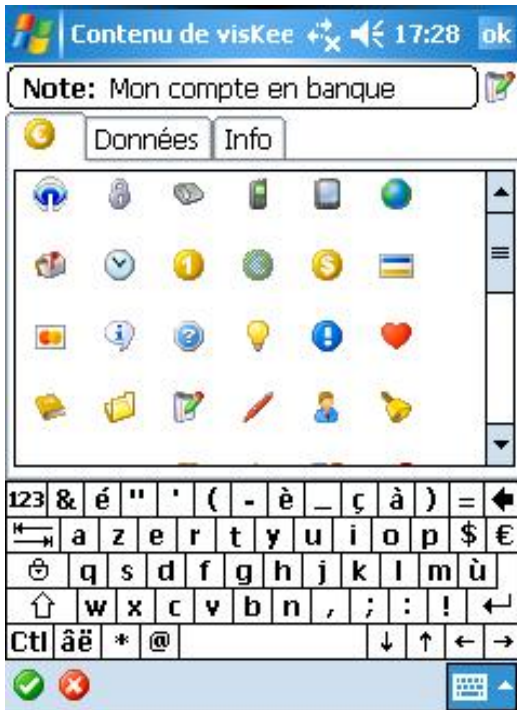 Contenu de visKee 17:28 ok
Note: Mon compte en banque
Données Info
123 & é " ' ( - è _ ç à ) =
a z e r t y u i o p $ €
q s d f g h j k l m ù
w x c v b n , ; : !
Ctl âë * @